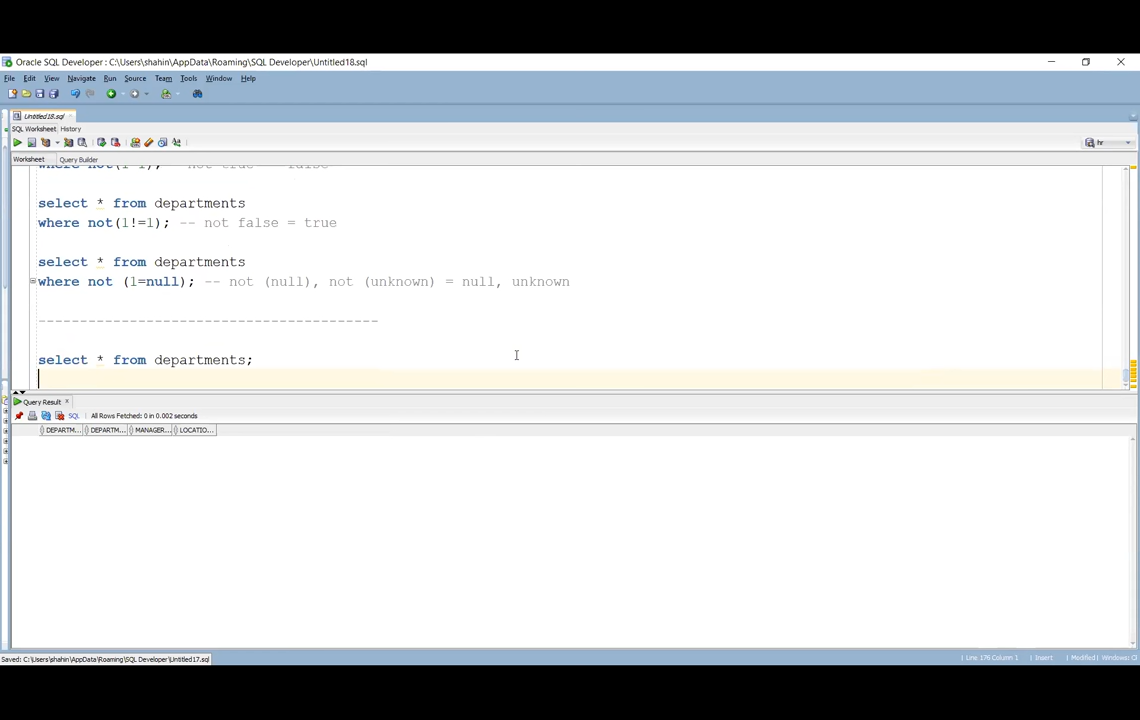 Oracle SQL Developer : C:\Users\shahin\AppData\Roaming\SQL Developer\Untitled18.sql
File Edit View Navigate Run Source Team Tools Window Help
Untitled18.sql
SQL Worksheet History
hr
Worksheet Query Builder
select * from departments
where not(1!=1); -- not false = true
select * from departments
where not (1=null); -- not (null), not (unknown) = null, unknown
-----------------------------------------
select * from departments;
Query Result
SQL All Rows Fetched: 0 in 0.002 seconds
DEPARTM... DEPARTM... MANAGER... LOCATIO...
Saved: C:\Users\shahin\AppData\Roaming\SQL Developer\Untitled17.sql
Line 176 Column 1 Insert Modified Windows: C